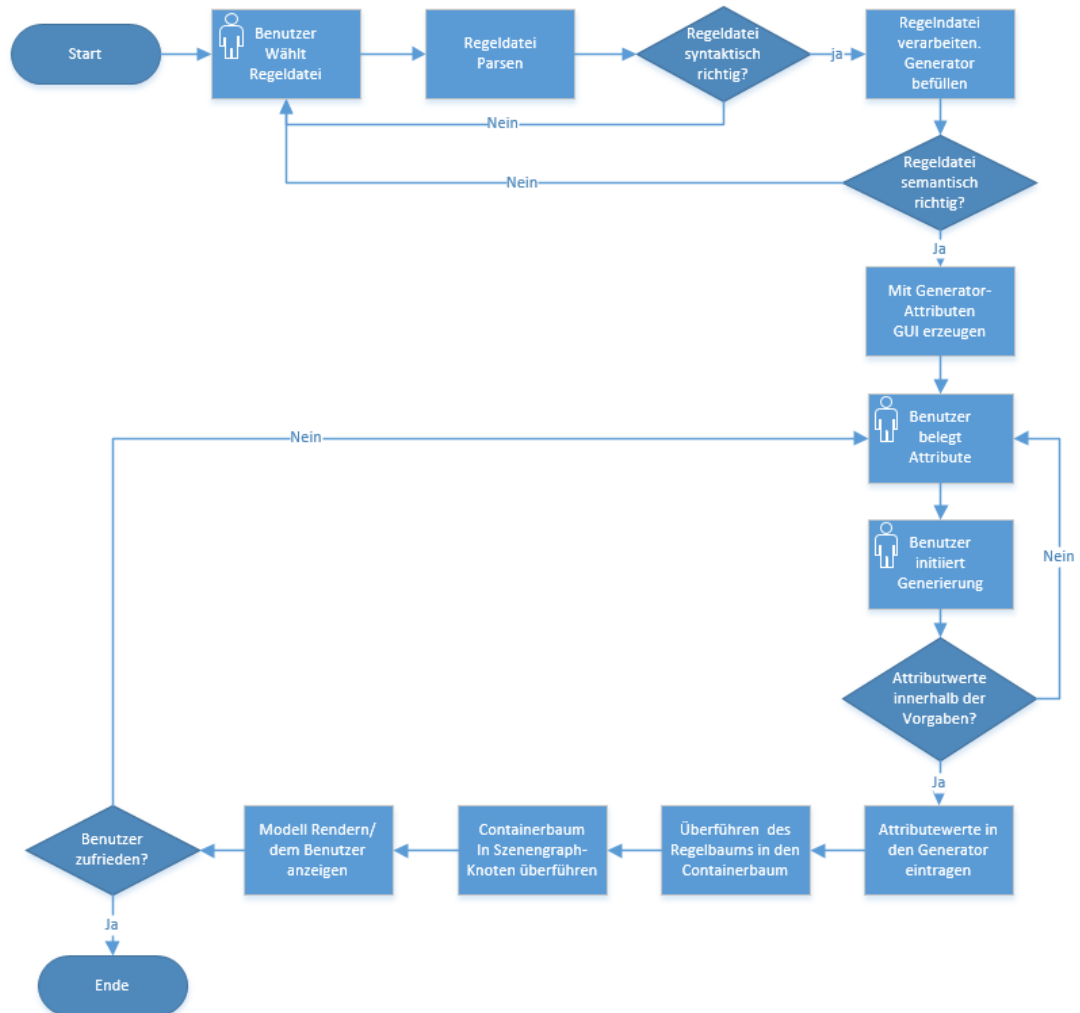 Start
Benutzer
Wählt
Regeldatei
Regeldatei
Parsen
Regeldatei
syntaktisch
richtig?
ja
Regelndatei
verarbeiten.
Generator
befüllen
Nein
Regeldatei
semantisch
richtig?
Nein
Ja
Mit Generator-
Attributen
GUI erzeugen
Benutzer
belegt
Attribute
Nein
Benutzer
initiiert
Generierung
Nein
Attributwerte
innerhalb der
Vorgaben?
Ja
Attributewerte in
den Generator
eintragen
Überführen des
Regelbaums in den
Containerbaum
Containerbaum
In Szenengraph-
Knoten überführen
Modell Rendern/
dem Benutzer
anzeigen
Benutzer
zufrieden?
Ja
Ende